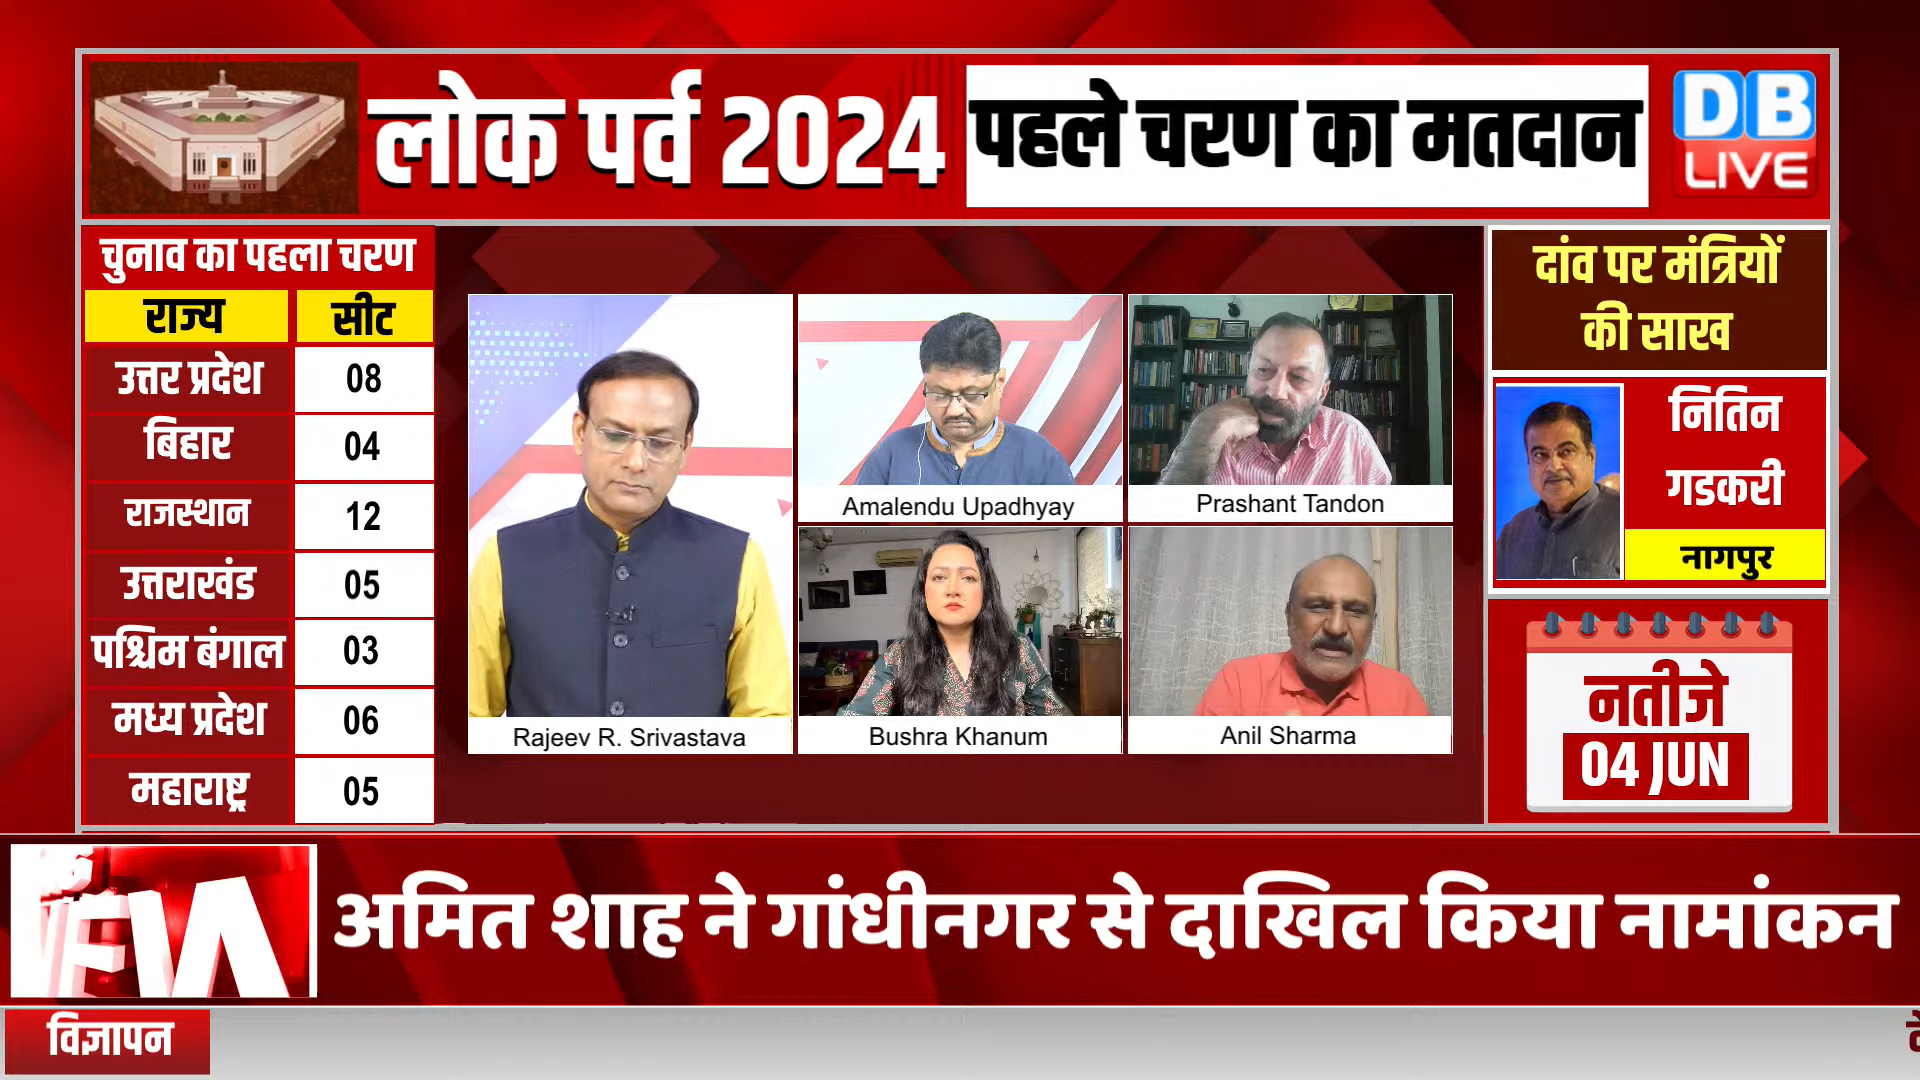 लोक पर्व 2024
पहले चरण का मतदान
DB
LIVE
चुनाव का पहला चरण
राज्य सीट
उत्तर प्रदेश 08
बिहार 04
राजस्थान 12
उत्तराखंड 05
पश्चिम बंगाल 03
मध्य प्रदेश 06
महाराष्ट्र 05
Amalendu Upadhyay
Prashant Tandon
Rajeev R. Srivastava
Bushra Khanum
Anil Sharma
दांव पर मंत्रियों
की साख
नितिन
गडकरी
नागपुर
नतीजे
04 JUN
अमित शाह ने गांधीनगर से दाखिल किया नामांकन
विज्ञापन